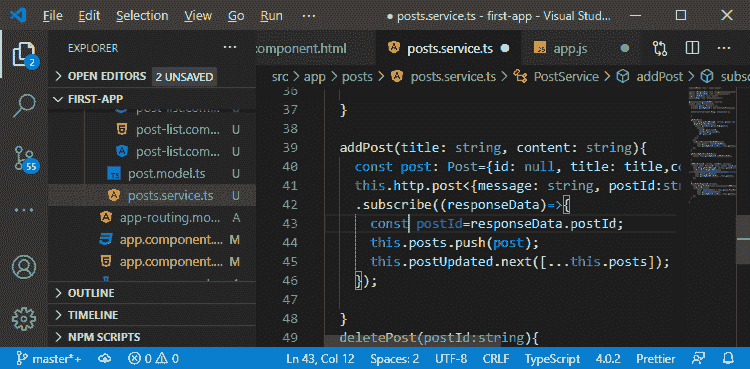 File Edit Selection View Go Run ··· ● posts.service.ts - first-app - Visual Stud...
EXPLORER ···
OPEN EDITORS 2 UNSAVED
FIRST-APP
post-list.com... U
post-list.com... U
post.model.ts U
posts.service.ts U
app-routing.mo... A
app.component.... M
app.component.... M
OUTLINE
TIMELINE
NPM SCRIPTS
2
55
component.html posts.service.ts ● app.js ···
src > app > posts > posts.service.ts > PostService > addPost > subs
36
37 }
38
39 addPost(title: string, content: string){
40 const post: Post={id: null, title: title,co
41 this.http.post<{message: string, postId:st
42 .subscribe((responseData)=>{
43 const postId=responseData.postId;
44 this.posts.push(post);
45 this.postUpdated.next([...this.posts]);
46 });
47
48 }
49 deletePost(postId:string){
master*+ 0 0 Ln 43, Col 12 Spaces: 2 UTF-8 CRLF TypeScript 4.0.2 Prettier